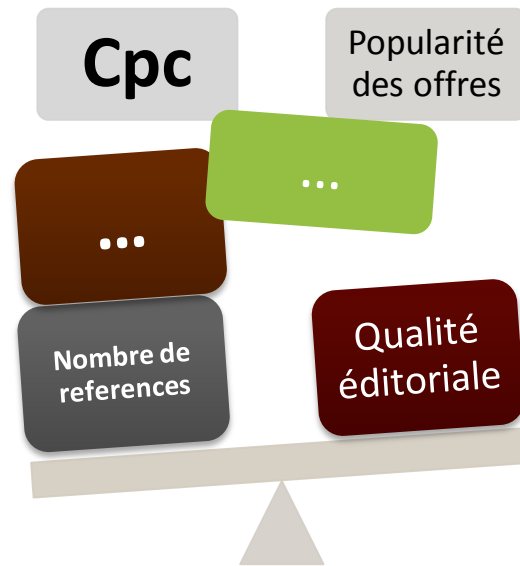 Cpc
Popularité
des offres
...
...
Nombre de
references
Qualité
éditoriale